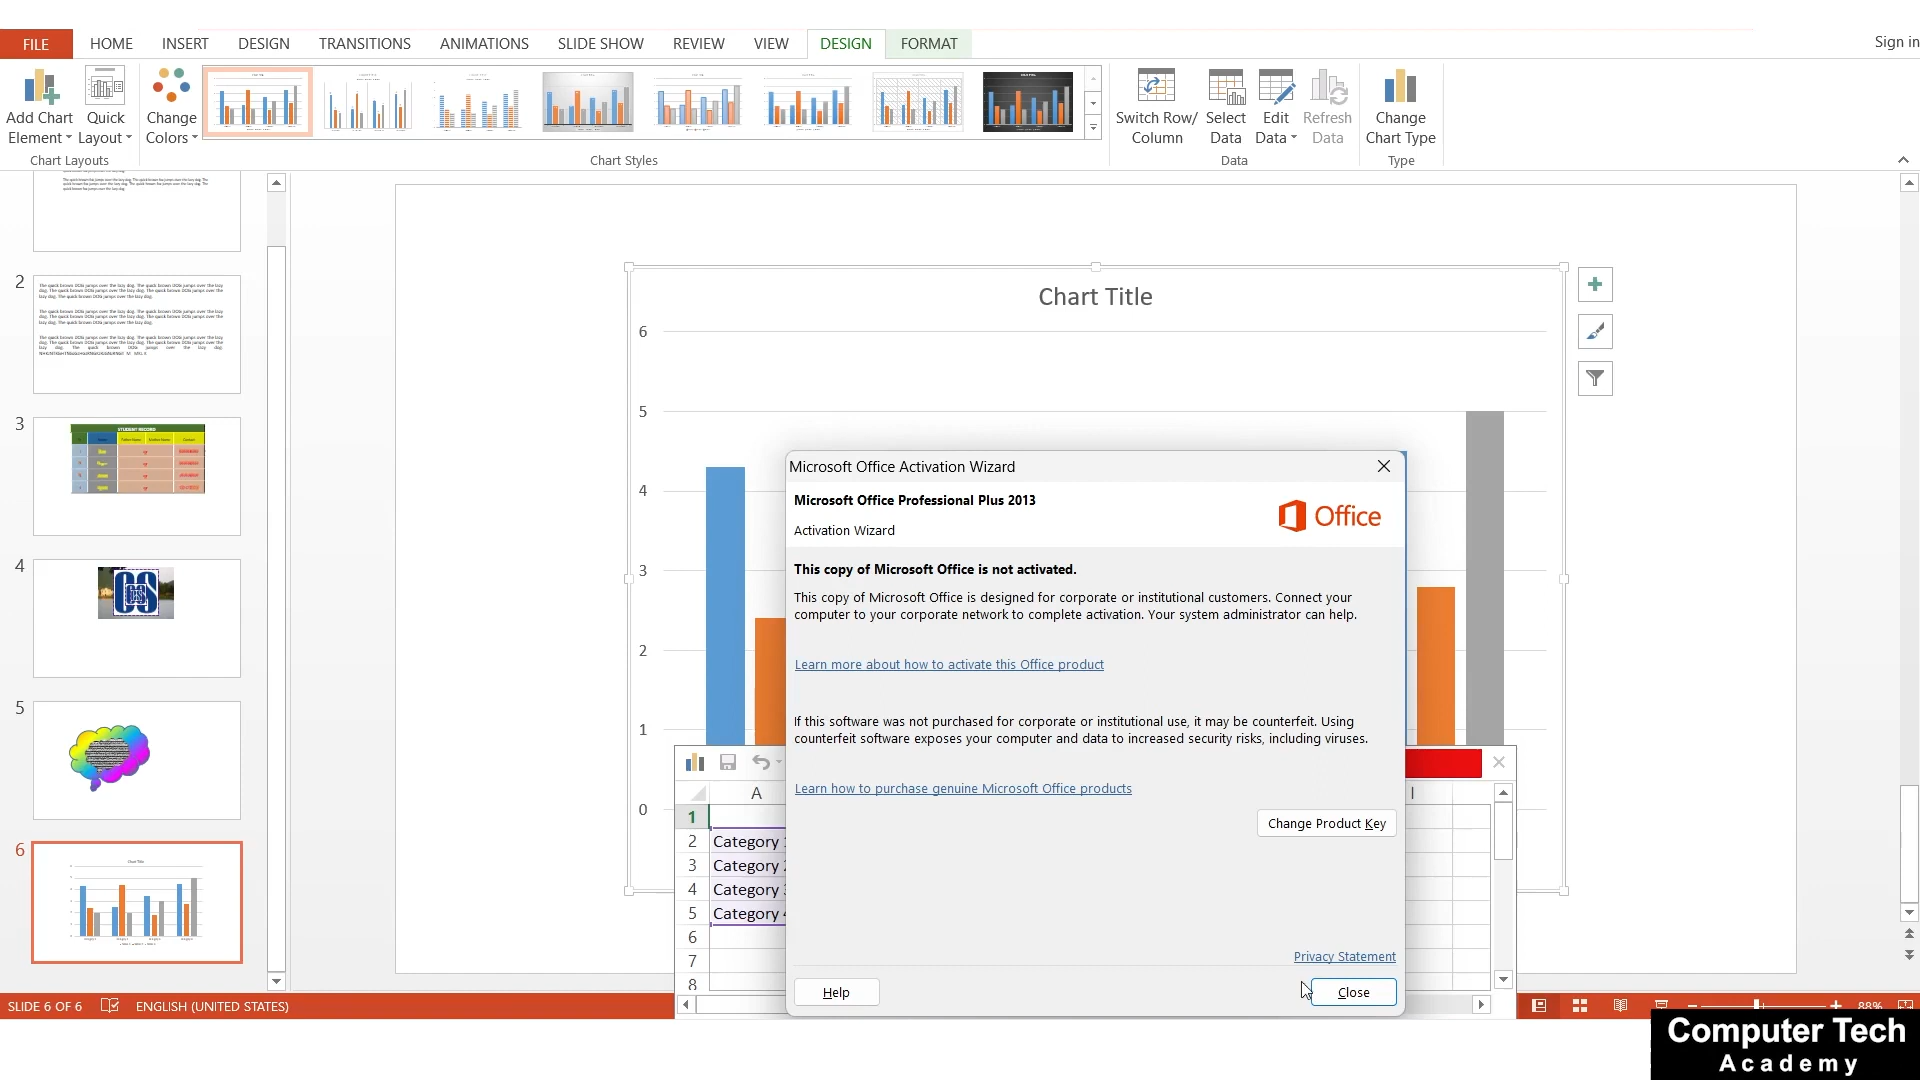 FILE
HOME
INSERT
DESIGN
TRANSITIONS
ANIMATIONS
SLIDE SHOW
REVIEW
VIEW
DESIGN
FORMAT
Sign in
Add Chart
Element
Quick
Layout
Change
Colors
Switch Row/
Column
Select
Data
Edit
Data
Refresh
Data
Change
Chart Type
Chart Layouts
Chart Styles
Data
Type
2
3
STUDENT RECORD
4
5
6
Chart Title
6
5
4
3
2
1
0
Microsoft Office Activation Wizard
Microsoft Office Professional Plus 2013
Office
Activation Wizard
This copy of Microsoft Office is not activated.
This copy of Microsoft Office is designed for corporate or institutional customers. Connect your
computer to your corporate network to complete activation. Your system administrator can help.
Learn more about how to activate this Office product
If this software was not purchased for corporate or institutional use, it may be counterfeit. Using
counterfeit software exposes your computer and data to increased security risks, including viruses.
Learn how to purchase genuine Microsoft Office products
Change Product Key
Privacy Statement
Help
Close
A
I
1
2 Category
3 Category
4 Category
5 Category
6
7
8
SLIDE 6 OF 6
ENGLISH (UNITED STATES)
88%
Computer Tech
Academy